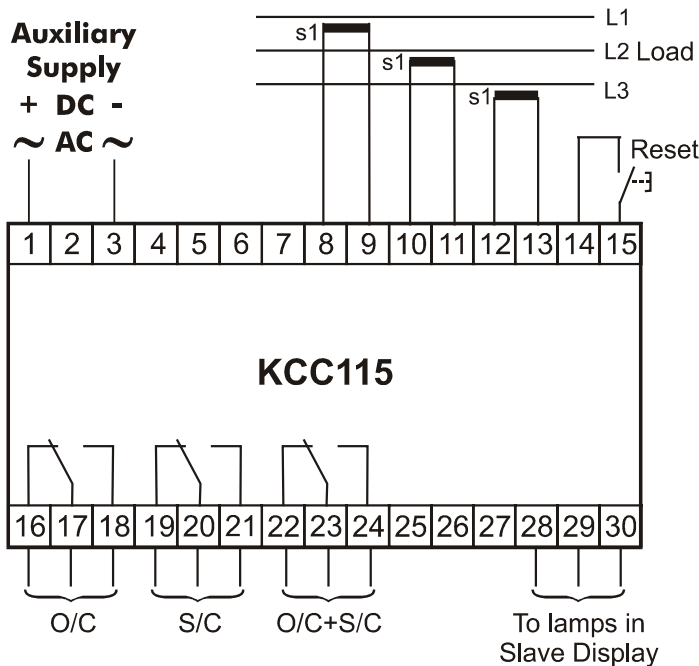 Auxiliary
Supply
+ DC -
~ AC ~
s1
L1
s1
L2 Load
s1
L3
Reset
1 2 3 4 5 6 7 8 9 10 11 12 13 14 15
KCC115
16 17 18 19 20 21 22 23 24 25 26 27 28 29 30
O/C
S/C
O/C+S/C
To lamps in
Slave Display